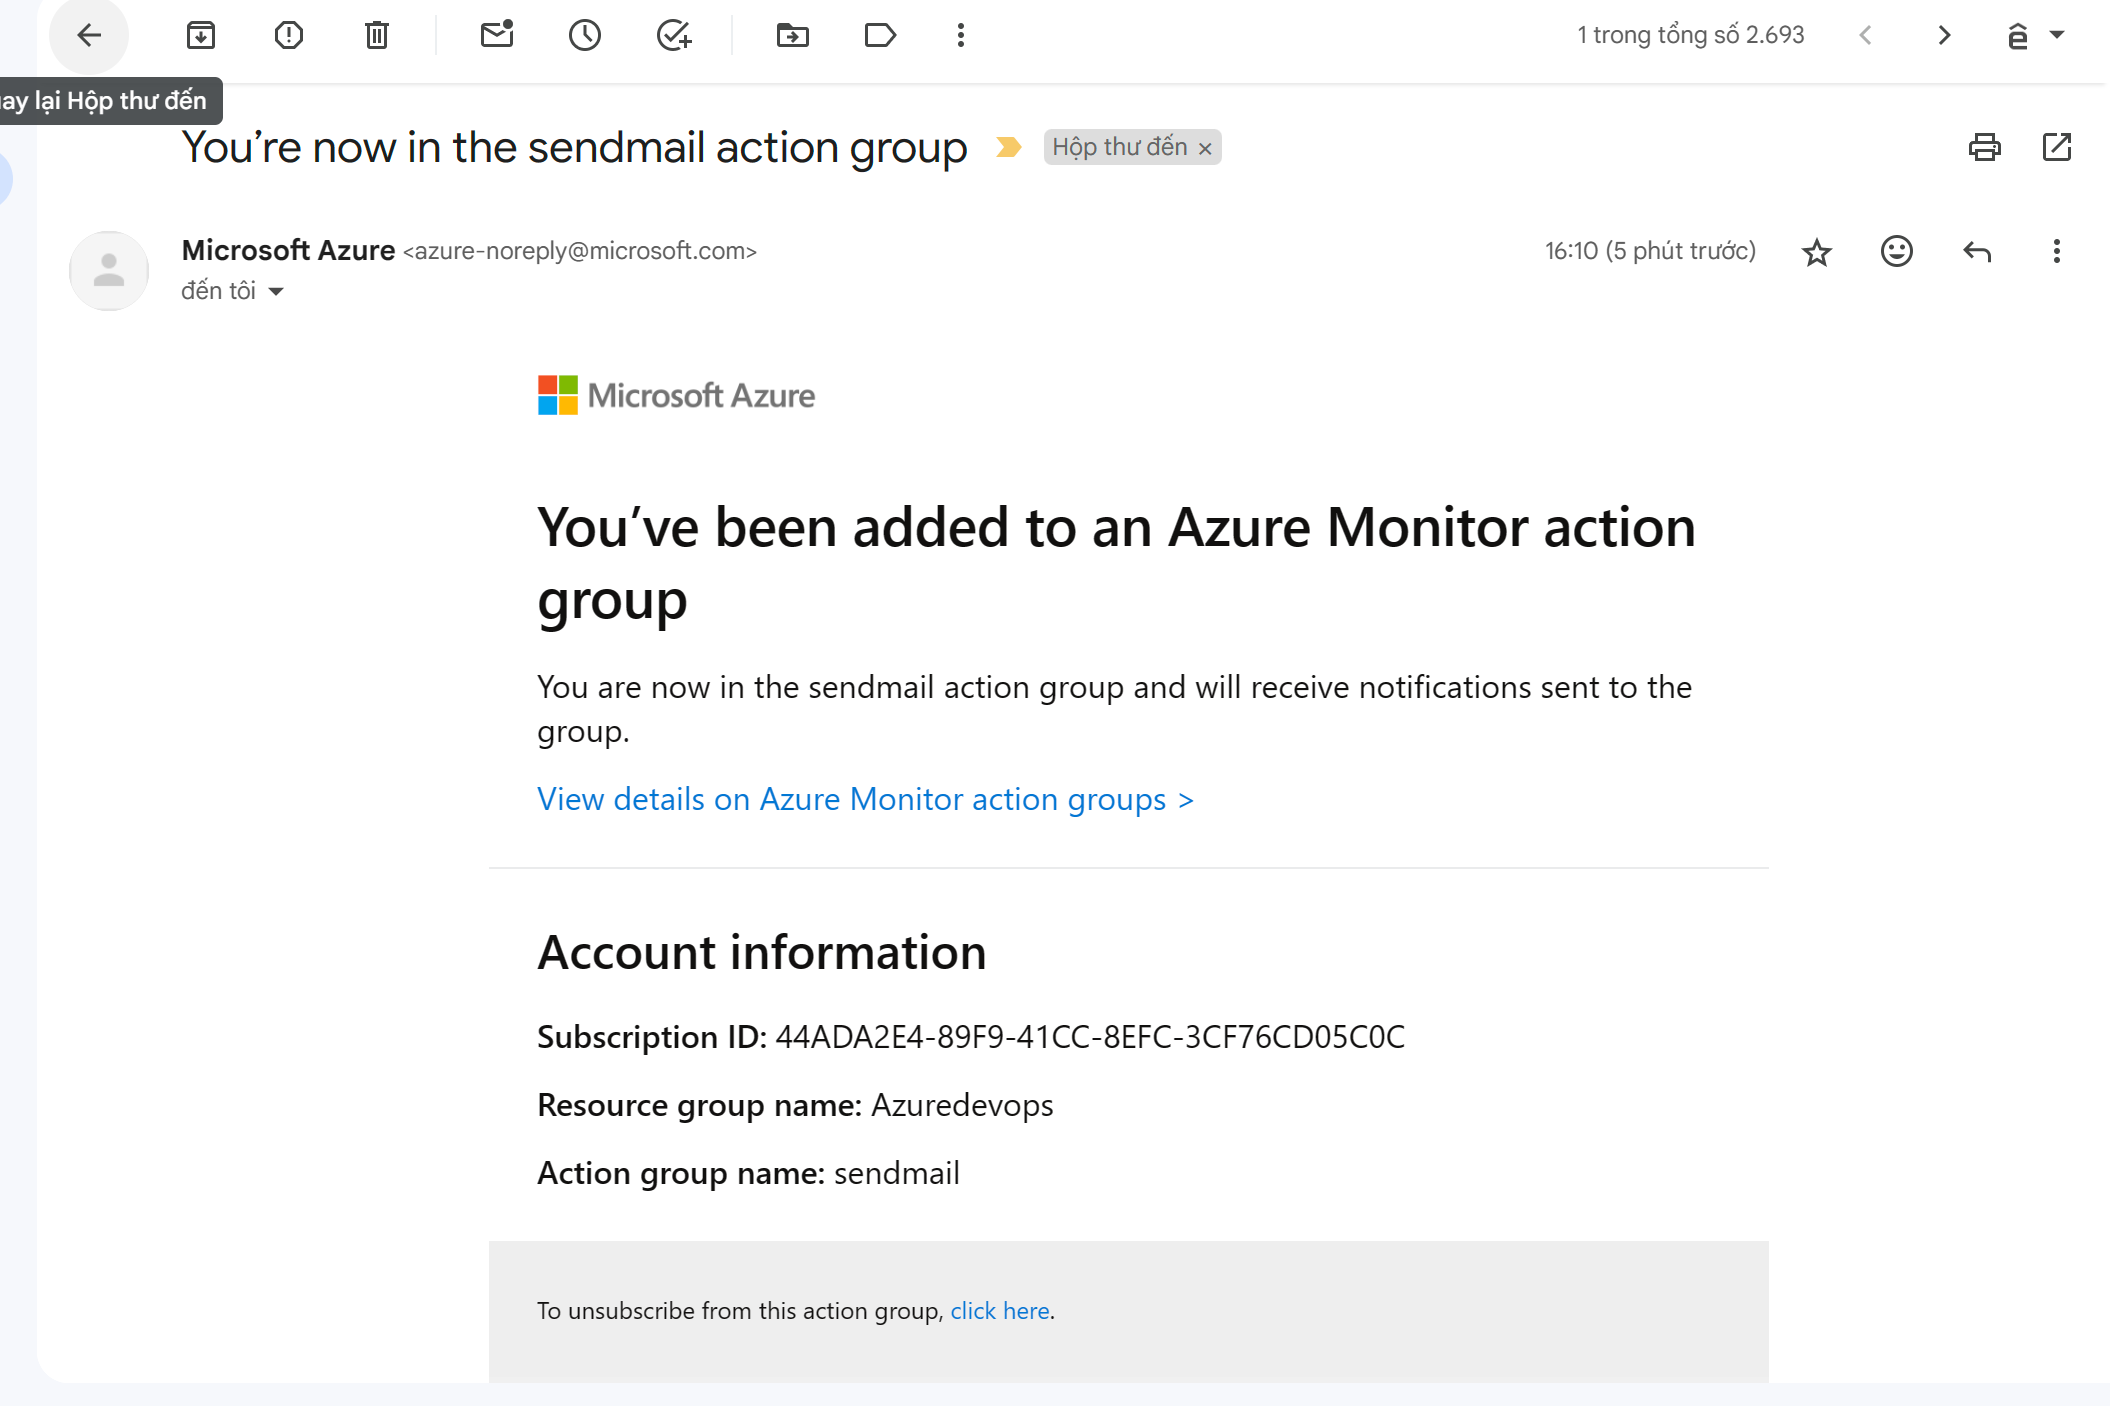 1 trong tổng số 2.693
ay lại Hộp thư đến
You’re now in the sendmail action group
Hộp thư đến ×
Microsoft Azure <azure-noreply@microsoft.com>
16:10 (5 phút trước)
đến tôi
Microsoft Azure
You’ve been added to an Azure Monitor action
group
You are now in the sendmail action group and will receive notifications sent to the
group.
View details on Azure Monitor action groups >
Account information
Subscription ID: 44ADA2E4-89F9-41CC-8EFC-3CF76CD05C0C
Resource group name: Azuredevops
Action group name: sendmail
To unsubscribe from this action group, click here.